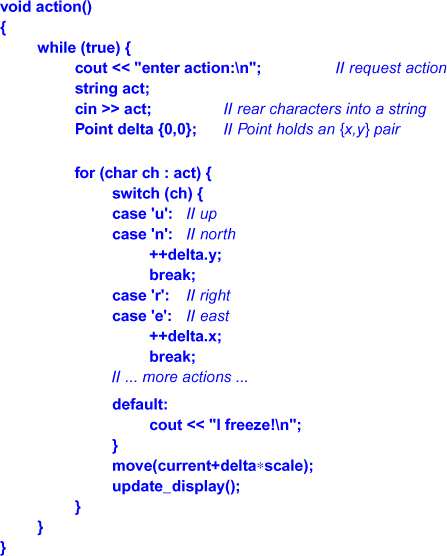 void action()
{
while (true) {
cout << "enter action:\n"; // request action
string act;
cin >> act; // rear characters into a string
Point delta {0,0}; // Point holds an {x,y} pair
for (char ch : act) {
switch (ch) {
case 'u': // up
case 'n': // north
++delta.y;
break;
case 'r': // right
case 'e': // east
++delta.x;
break;
// ... more actions ...
default:
cout << "I freeze!\n";
}
move(current+delta*scale);
update_display();
}
}
}